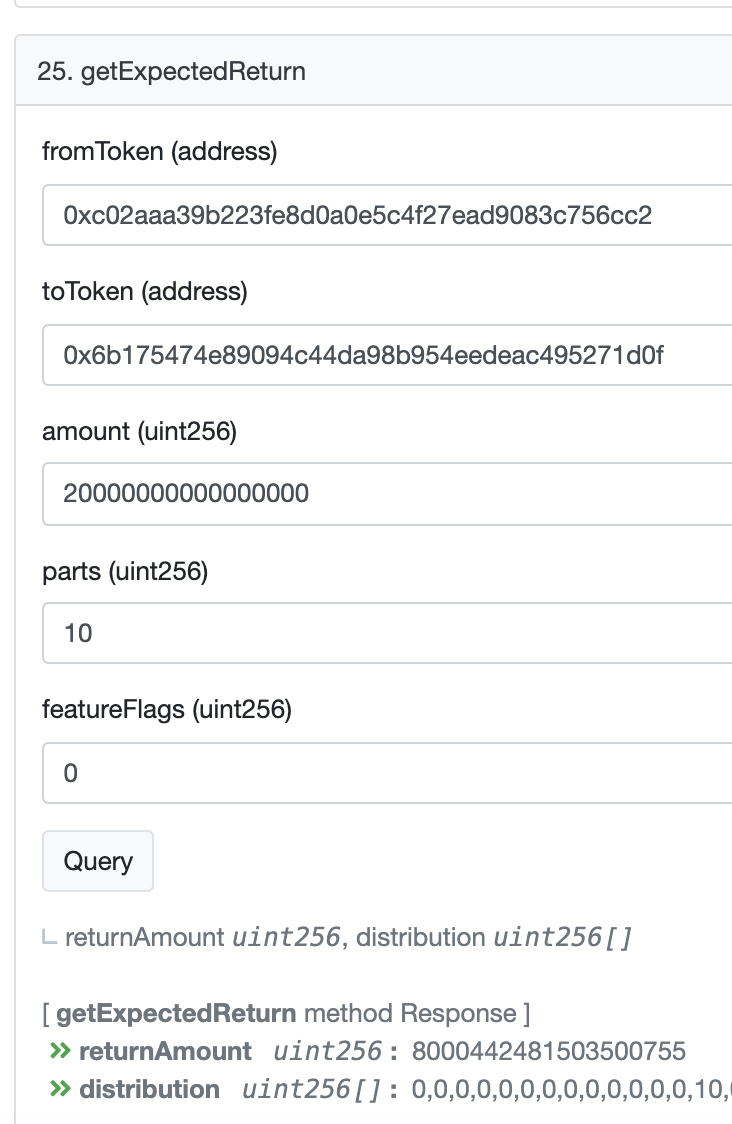 25. getExpectedReturn
fromToken (address)
0xc02aaa39b223fe8d0a0e5c4f27ead9083c756cc2
toToken (address)
0x6b175474e89094c44da98b954eedeac495271d0f
amount (uint256)
20000000000000000
parts (uint256)
10
featureFlags (uint256)
0
Query
returnAmount uint256, distribution uint256[]
[ getExpectedReturn method Response ]
>> returnAmount uint256 : 8000442481503500755
>> distribution uint256[] : 0,0,0,0,0,0,0,0,0,0,0,0,0,10,